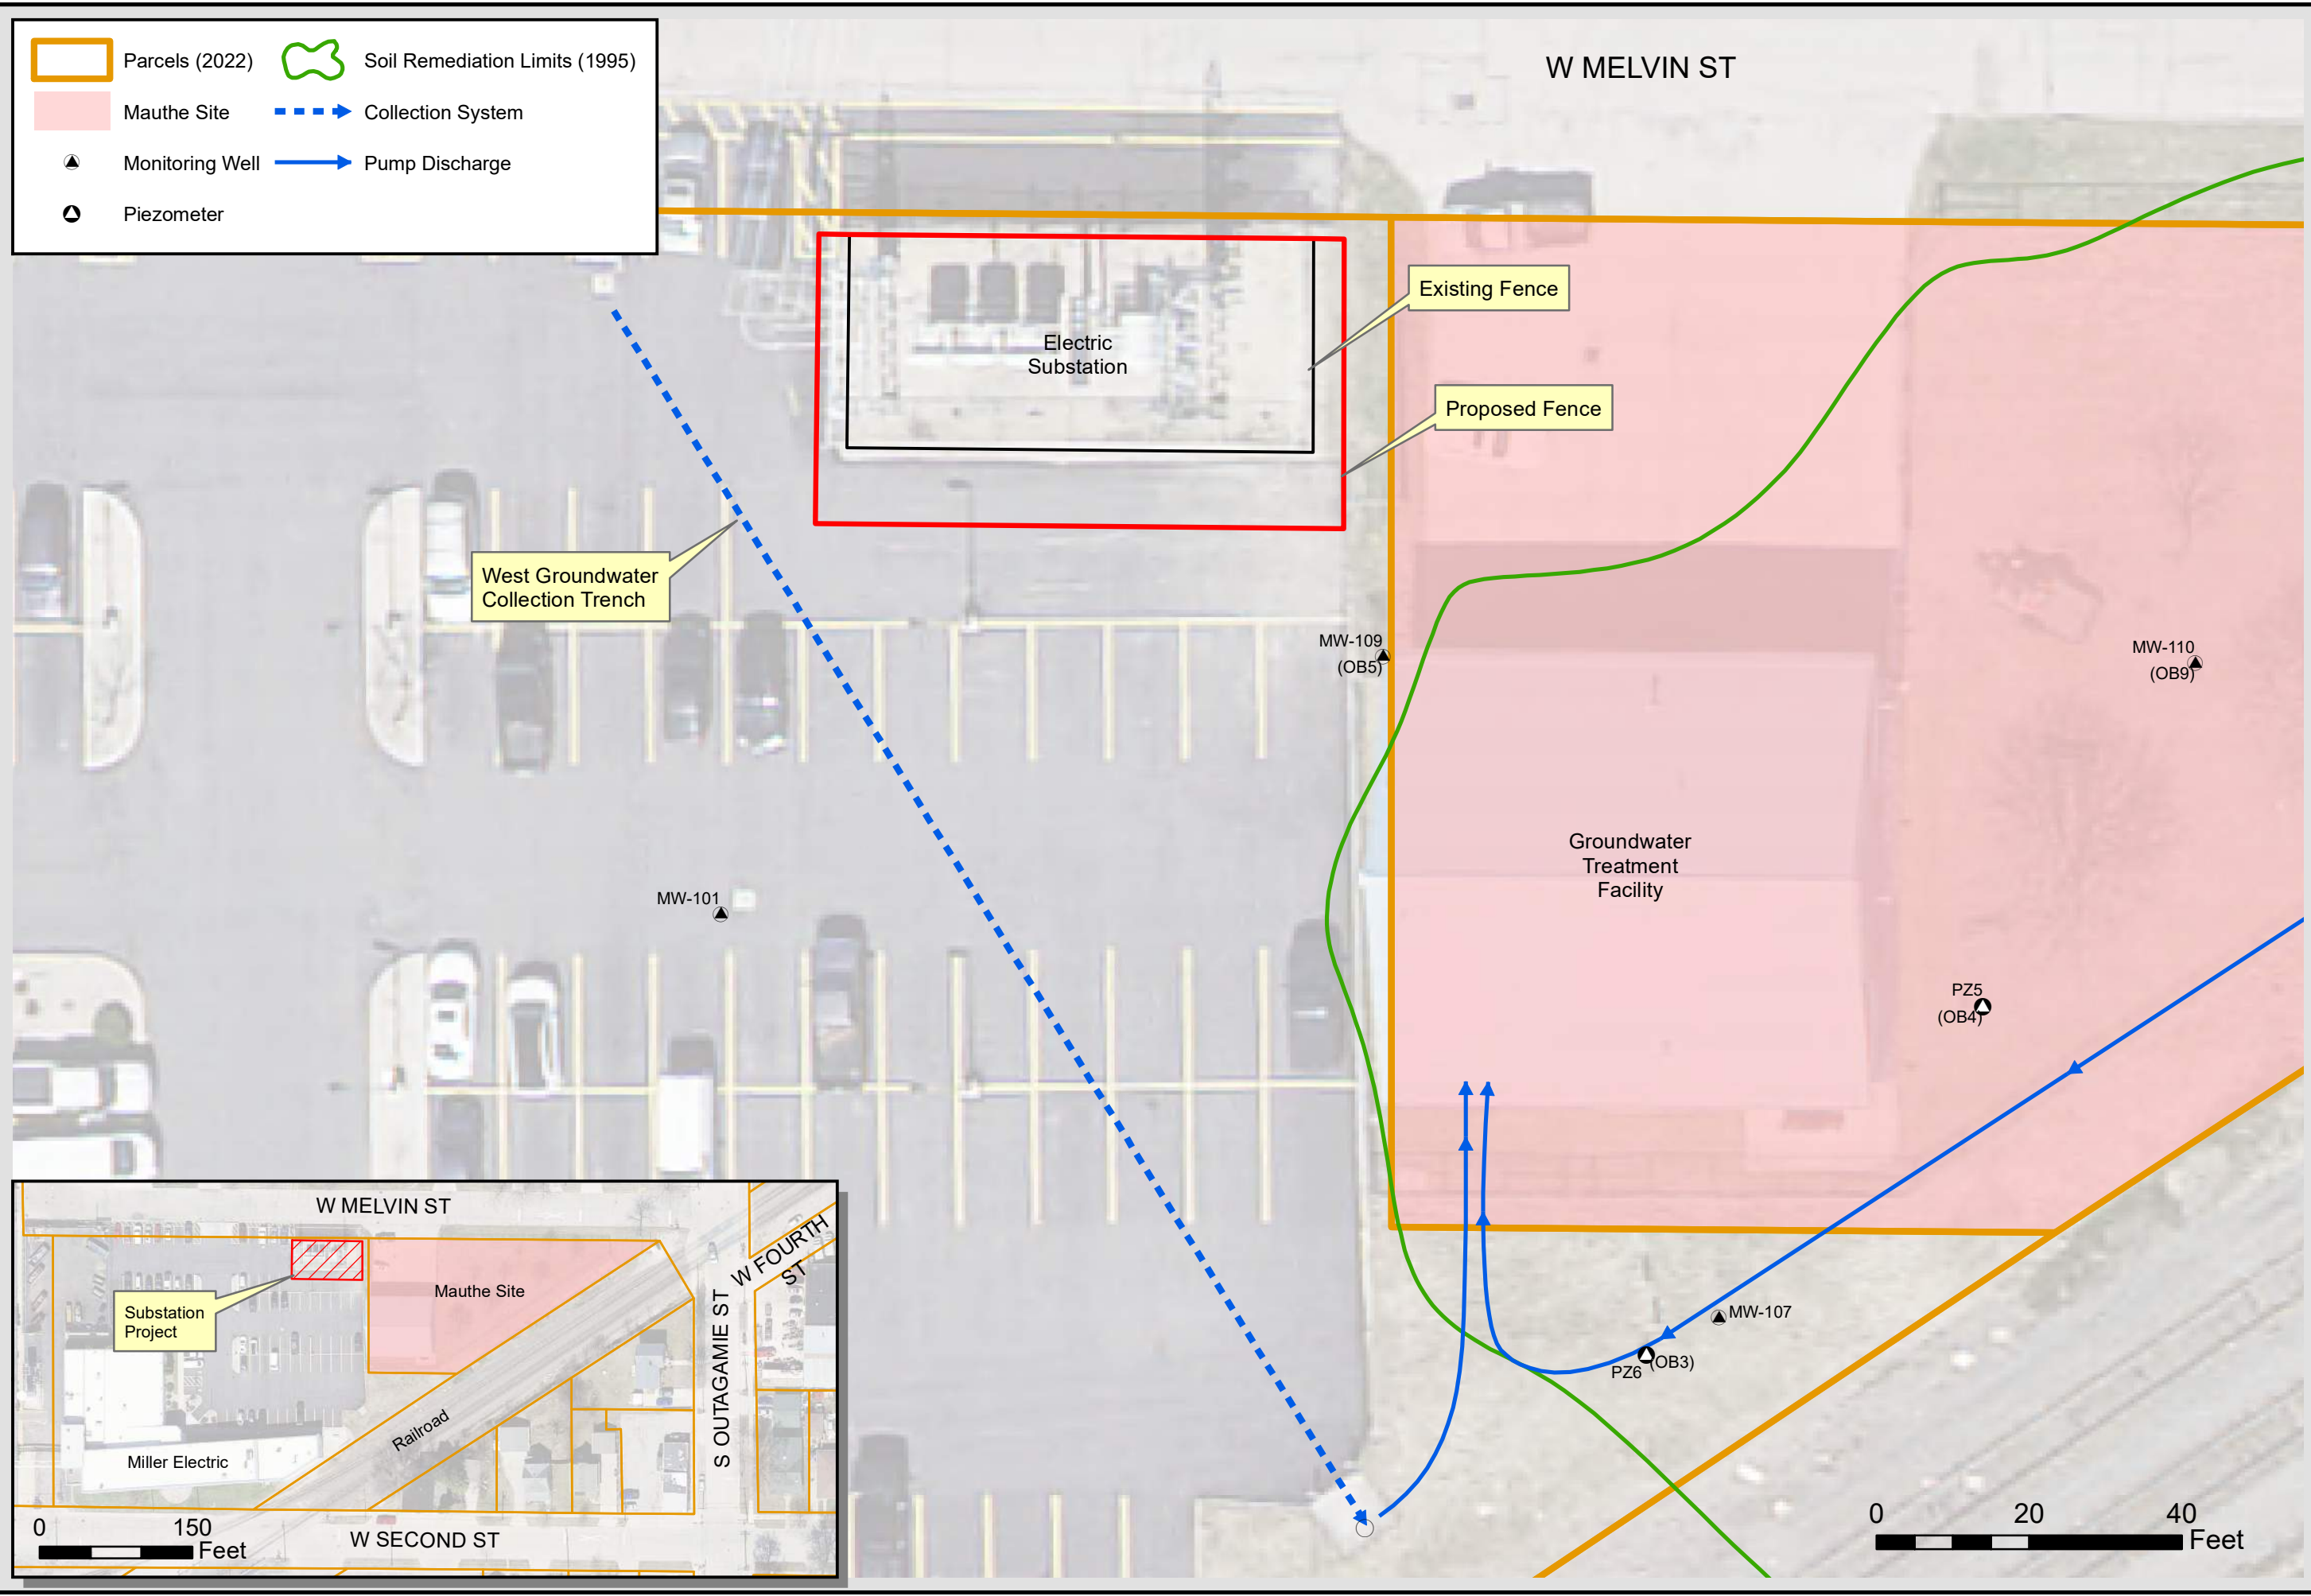 Parcels (2022)
Soil Remediation Limits (1995)
Mauthe Site
Collection System
Monitoring Well
Pump Discharge
Piezometer
W MELVIN ST
Existing Fence
Electric
Substation
Proposed Fence
West Groundwater
Collection Trench
MW-109
(OB5)
MW-110
(OB9)
Groundwater
Treatment
Facility
MW-101
PZ5
(OB4)
MW-107
PZ6
(OB3)
W MELVIN ST
W FOURTH
ST
Mauthe Site
Substation
Project
S OUTAGAMIE ST
Railroad
Miller Electric
W SECOND ST
0 150
Feet
0 20 40
Feet